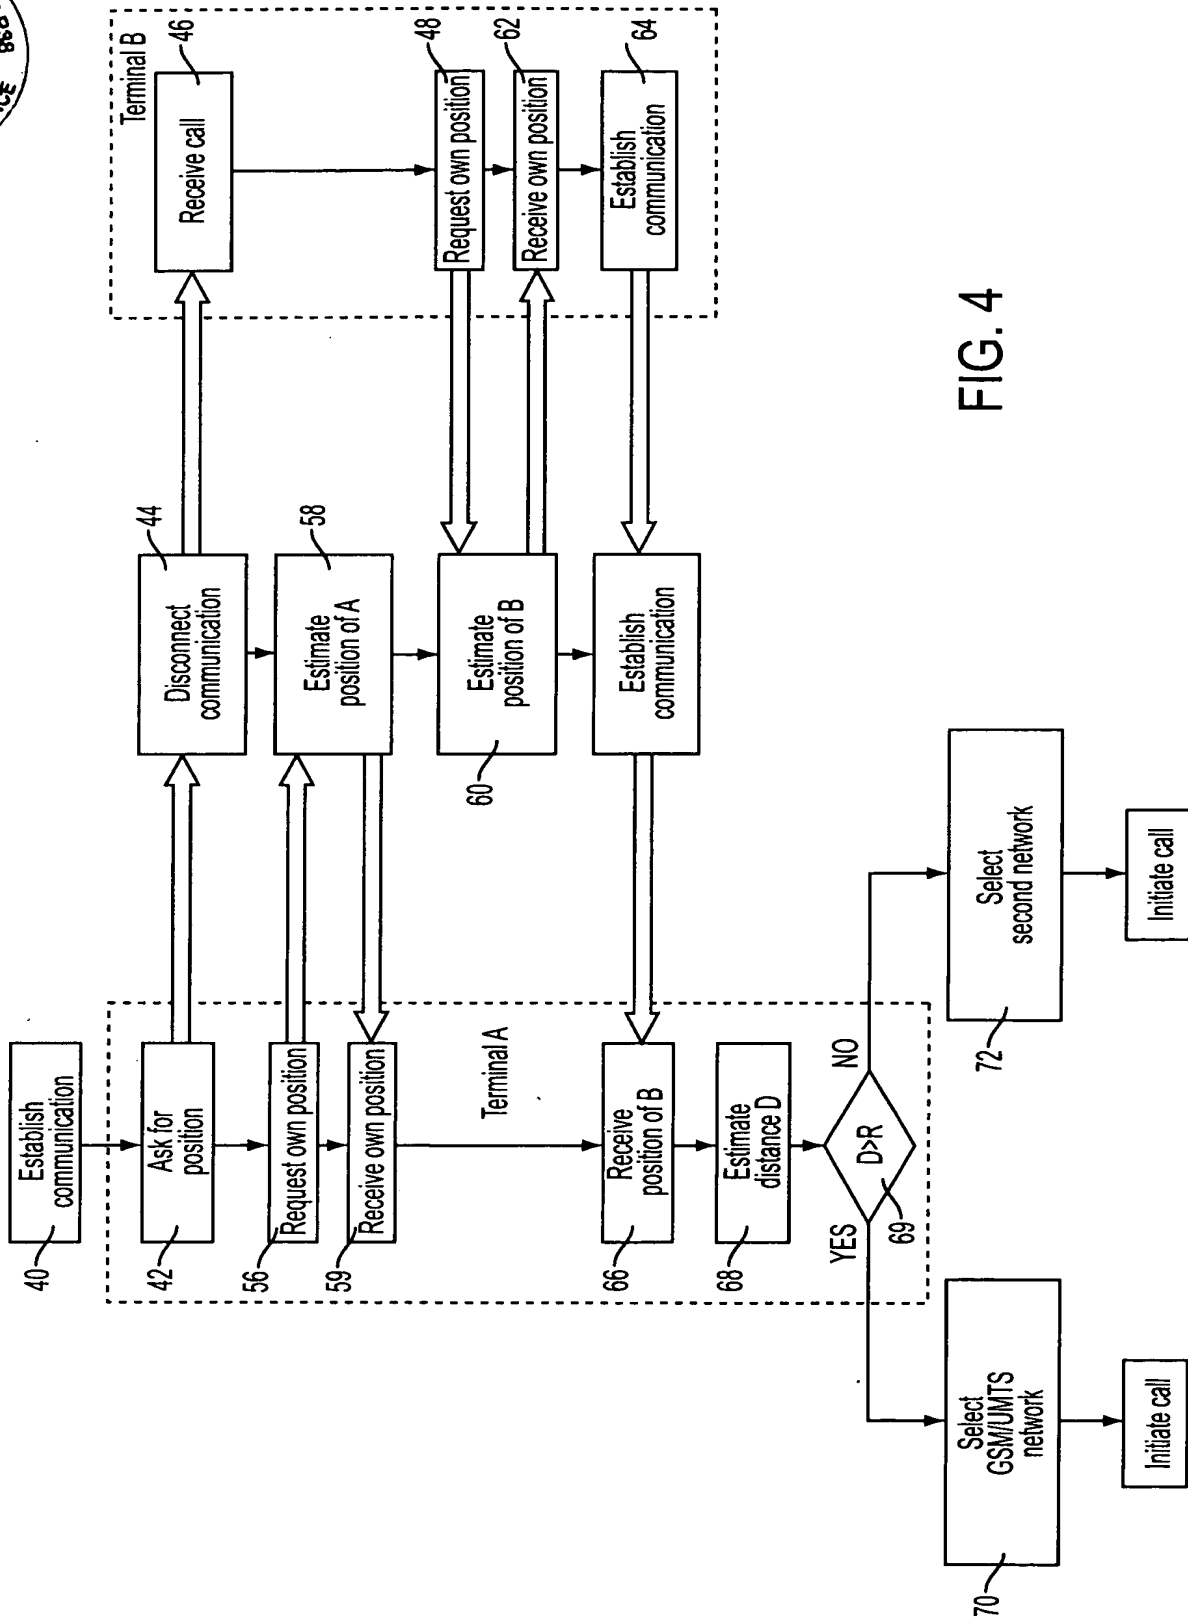 Establish
communication
40
Ask for
position
42
Request own position
56
Receive own position
59
Terminal A
Receive
position of B
66
Estimate
distance D
68
D>R
69
YES
NO
Select
GSM/UMTS
network
70
Initiate call
Select
second network
72
Initiate call
Disconnect
communication
44
Estimate
position of A
58
Estimate
position of B
60
Establish
communication
Terminal B
Receive call
46
Request own position
48
Receive own position
62
Establish
communication
64
FIG. 4